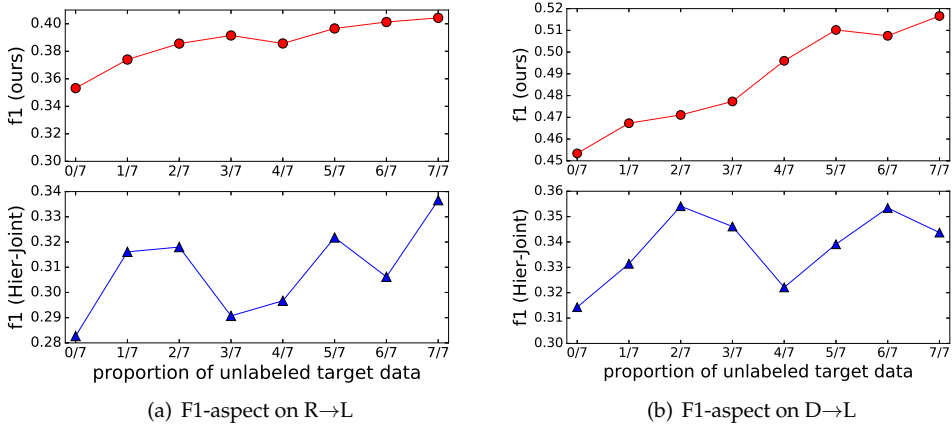 f1 (ours)
0.40
0.38
0.36
0.34
0.32
0.30
0/7 1/7 2/7 3/7 4/7 5/7 6/7 7/7
f1 (Hier-Joint)
0.34
0.33
0.32
0.31
0.30
0.29
0.28
0/7 1/7 2/7 3/7 4/7 5/7 6/7 7/7
proportion of unlabeled target data
(a) F1-aspect on R→L
f1 (ours)
0.52
0.51
0.50
0.49
0.48
0.47
0.46
0.45
0/7 1/7 2/7 3/7 4/7 5/7 6/7 7/7
f1 (Hier-Joint)
0.36
0.35
0.34
0.33
0.32
0.31
0.30
0/7 1/7 2/7 3/7 4/7 5/7 6/7 7/7
proportion of unlabeled target data
(b) F1-aspect on D→L